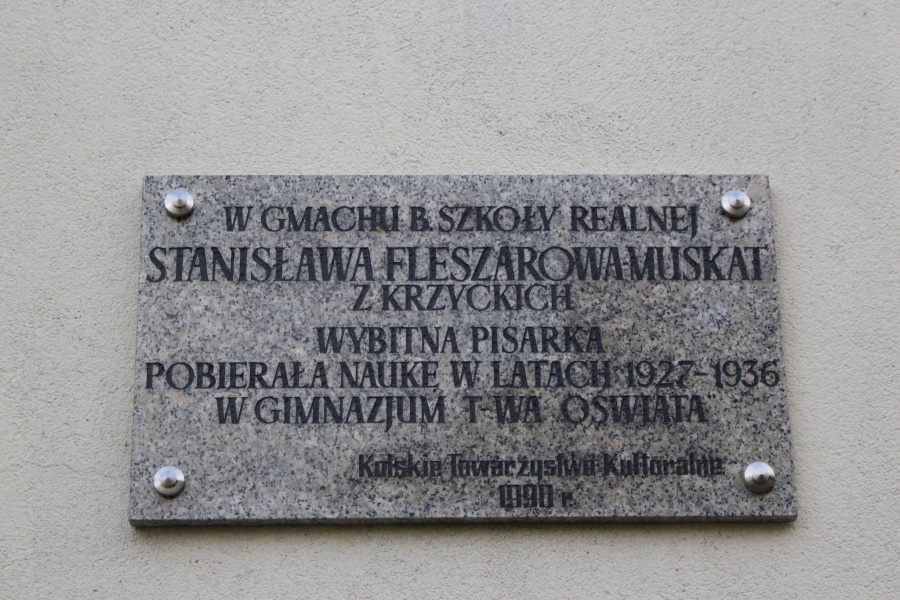 W GMACHU B. SZKOŁY REALNEJ
STANISŁAWA FLESZAROWA MUSKAT
Z KRZYCKICH
WYBITNA PISARKA
POBIERAŁA NAUKĘ W LATACH 1927-1936
W GIMNAZJUM T-WA OŚWIATA"
Kolskie Towarzystwo Kulturalne
1990 r.